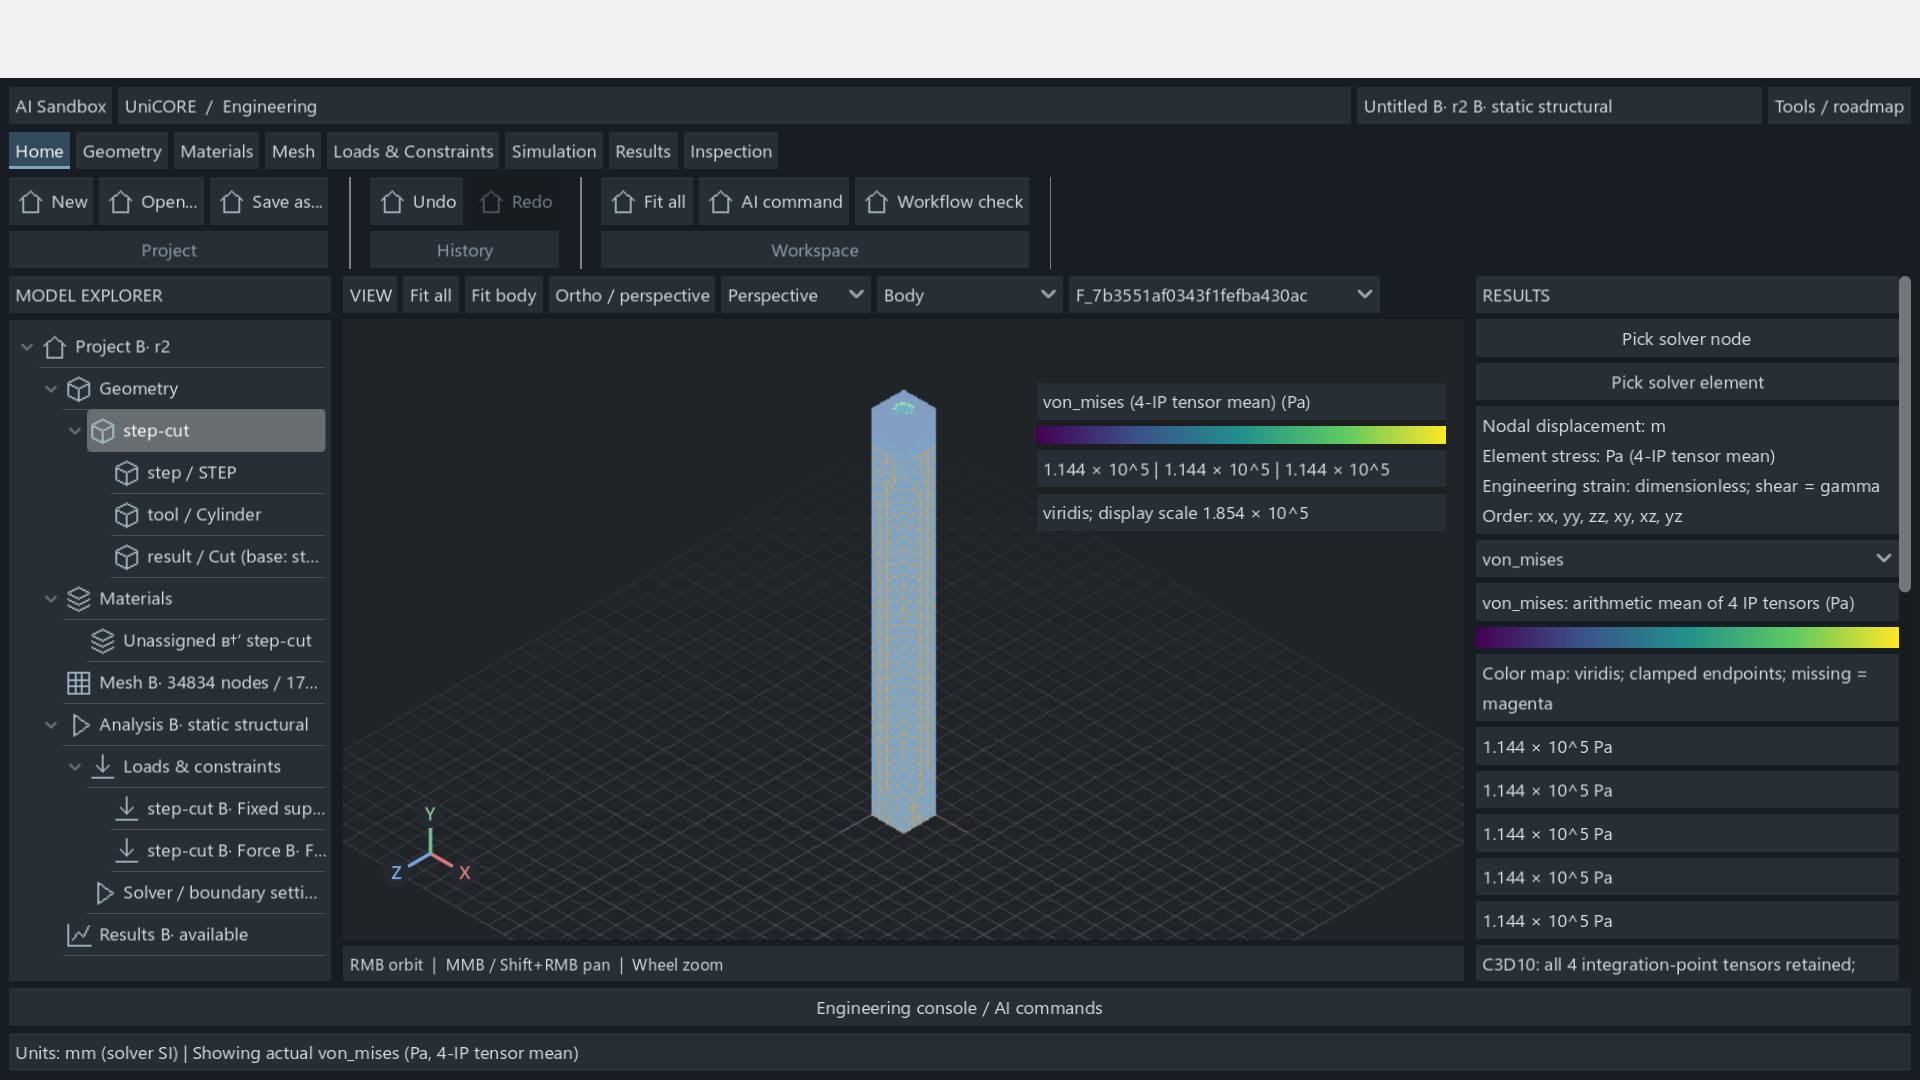 AI Sandbox
UniCORE / Engineering
Untitled В· r2 В· static structural
Tools / roadmap
Home
Geometry
Materials
Mesh
Loads & Constraints
Simulation
Results
Inspection
New
Open...
Save as...
Undo
Redo
Fit all
AI command
Workflow check
Project
History
Workspace
MODEL EXPLORER
VIEW
Fit all
Fit body
Ortho / perspective
Perspective
Body
F_7b3551af0343f1fefba430ac
RESULTS
Project В· r2
Geometry
step-cut
step / STEP
tool / Cylinder
result / Cut (base: st...
Materials
Unassigned в†’ step-cut
Mesh В· 34834 nodes / 17...
Analysis В· static structural
Loads & constraints
step-cut В· Fixed sup...
step-cut В· Force В· F...
Solver / boundary setti...
Results В· available
von_mises (4-IP tensor mean) (Pa)
1.144 × 10^5 | 1.144 × 10^5 | 1.144 × 10^5
viridis; display scale 1.854 × 10^5
Y
Z
X
RMB orbit | MMB / Shift+RMB pan | Wheel zoom
Pick solver node
Pick solver element
Nodal displacement: m
Element stress: Pa (4-IP tensor mean)
Engineering strain: dimensionless; shear = gamma
Order: xx, yy, zz, xy, xz, yz
von_mises
von_mises: arithmetic mean of 4 IP tensors (Pa)
Color map: viridis; clamped endpoints; missing =
magenta
1.144 × 10^5 Pa
1.144 × 10^5 Pa
1.144 × 10^5 Pa
1.144 × 10^5 Pa
1.144 × 10^5 Pa
C3D10: all 4 integration-point tensors retained;
Engineering console / AI commands
Units: mm (solver SI) | Showing actual von_mises (Pa, 4-IP tensor mean)